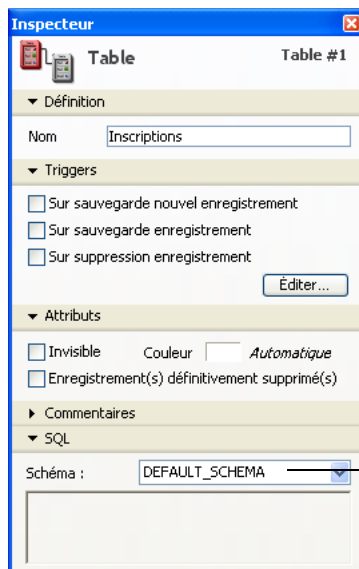 Inspecteur
Table Table #1
Définition
Nom Inscriptions
Triggers
Sur sauvegarde nouvel enregistrement
Sur sauvegarde enregistrement
Sur suppression enregistrement
Éditer...
Attributs
Invisible Couleur Automatique
Enregistrement(s) définitivement supprimé(s)
Commentaires
SQL
Schéma : DEFAULT_SCHEMA